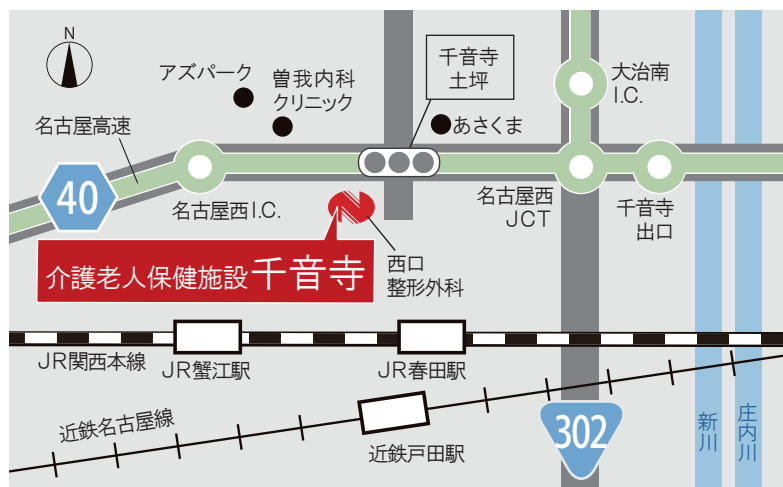 N
アズパーク
曽我内科
クリニック
千音寺
土坪
大治南
I.C.
名古屋高速
あさくま
40
名古屋西I.C.
名古屋西
JCT
千音寺
出口
介護老人保健施設千音寺
西口
整形外科
JR関西本線
JR蟹江駅
JR春田駅
近鉄名古屋線
近鉄戸田駅
302
新川
庄内川